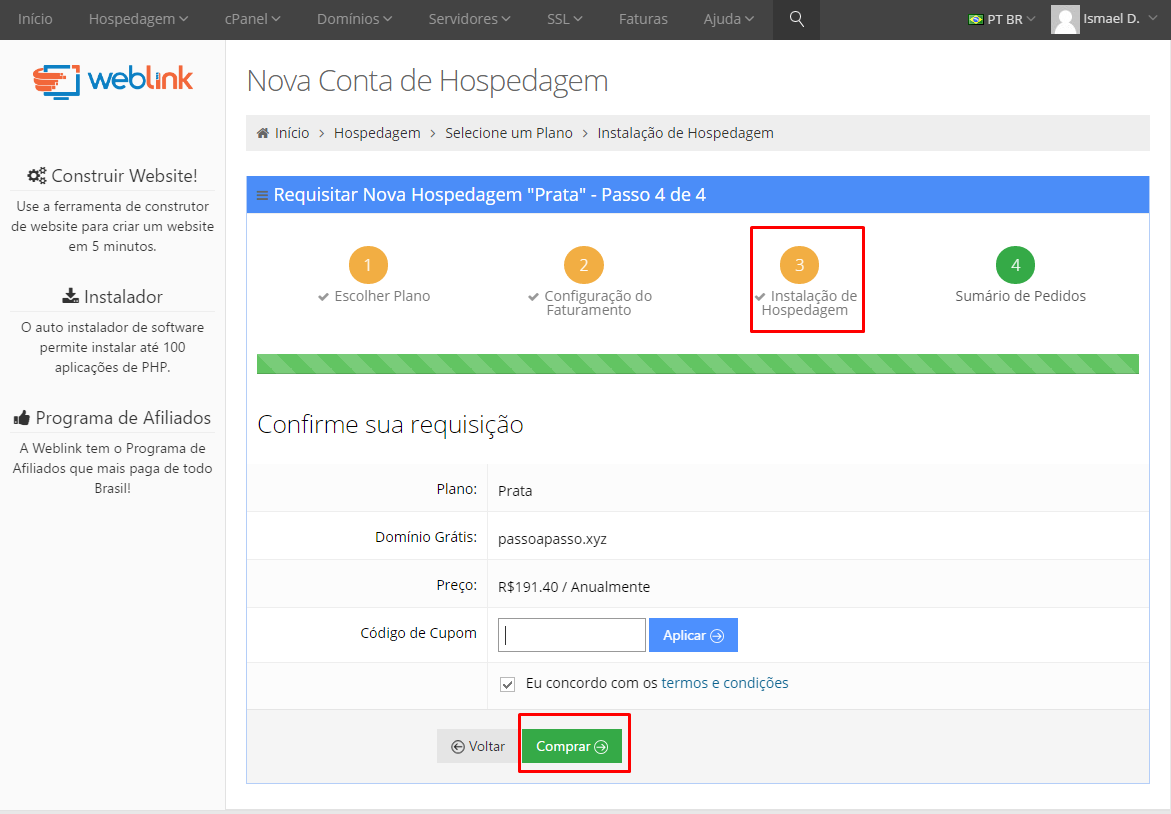 Início Hospedagem cPanel Domínios Servidores SSL Faturas Ajuda PT BR Ismael D.
weblink
Construir Website!
Use a ferramenta de construtor
de website para criar um website
em 5 minutos.
Instalador
O auto instalador de software
permite instalar até 100
aplicações de PHP.
Programa de Afiliados
A Weblink tem o Programa de
Afiliados que mais paga de todo
Brasil!
Nova Conta de Hospedagem
Início > Hospedagem > Selecione um Plano > Instalação de Hospedagem
Requisitar Nova Hospedagem "Prata" - Passo 4 de 4
1
Escolher Plano
2
Configuração do
Faturamento
3
Instalação de
Hospedagem
4
Sumário de Pedidos
Confirme sua requisição
Plano: Prata
Domínio Grátis: passoapasso.xyz
Preço: R$191.40 / Anualmente
Código de Cupom Aplicar
Eu concordo com os termos e condições
Voltar Comprar